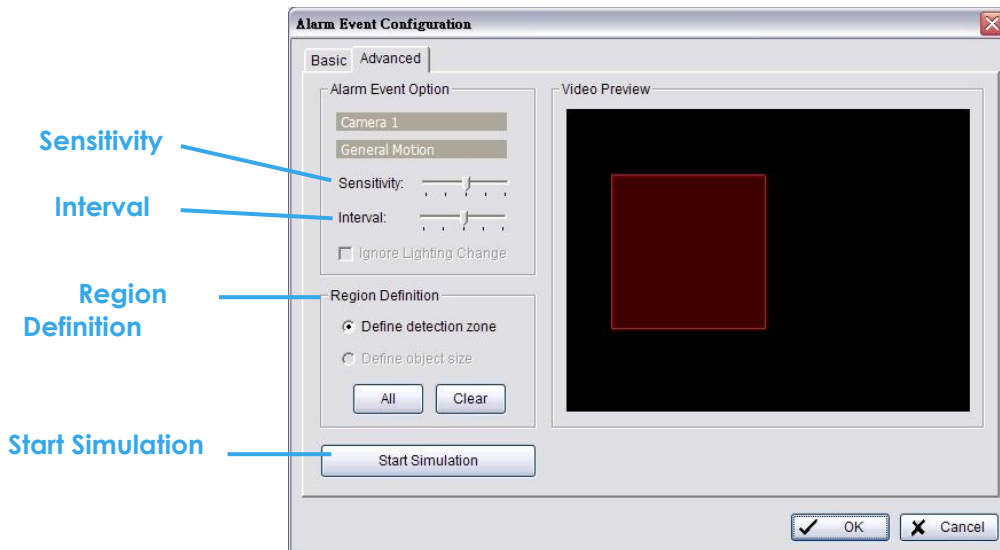 Alarm Event Configuration
Basic
Advanced
Alarm Event Option
Camera 1
General Motion
Sensitivity:
Interval:
Ignore Lighting Change
Region Definition
Define detection zone
Define object size
All
Clear
Start Simulation
Video Preview
OK
Cancel
Sensitivity
Interval
Region
Definition
Start Simulation